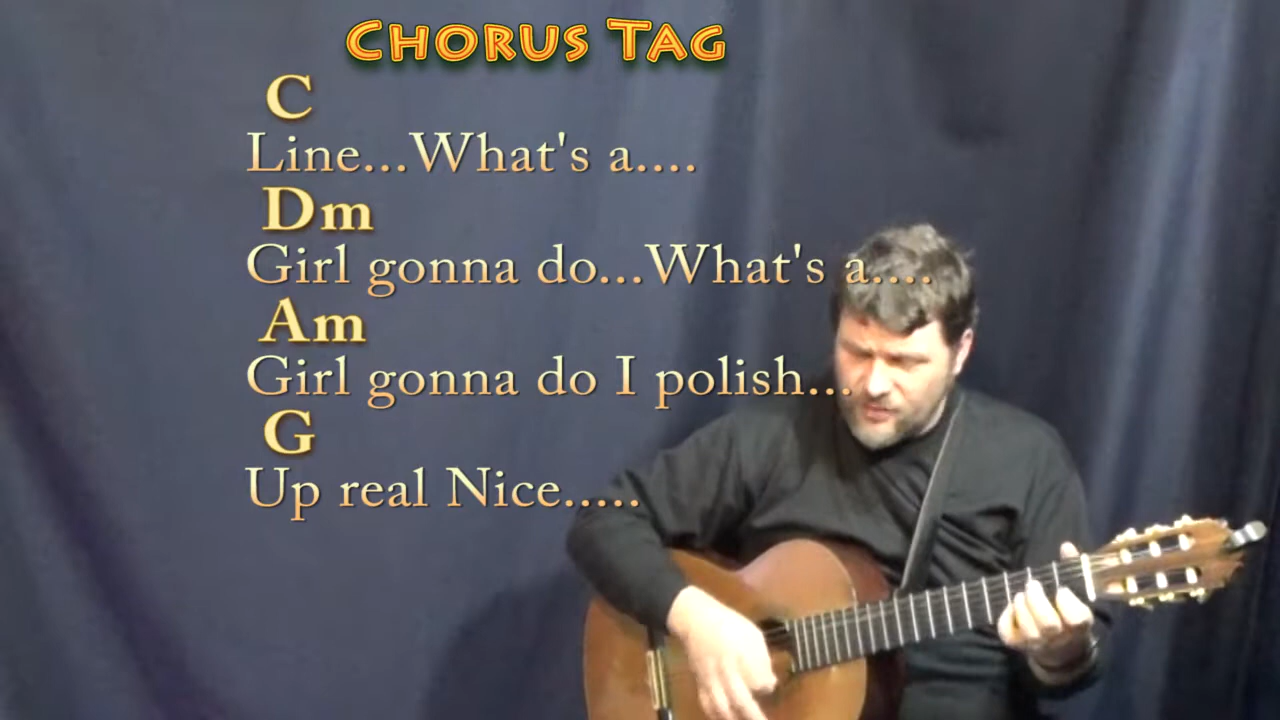 CHORUS TAG
C
Line...What's a....
Dm
Girl gonna do...What's a....
Am
Girl gonna do I polish...
G
Up real Nice.....